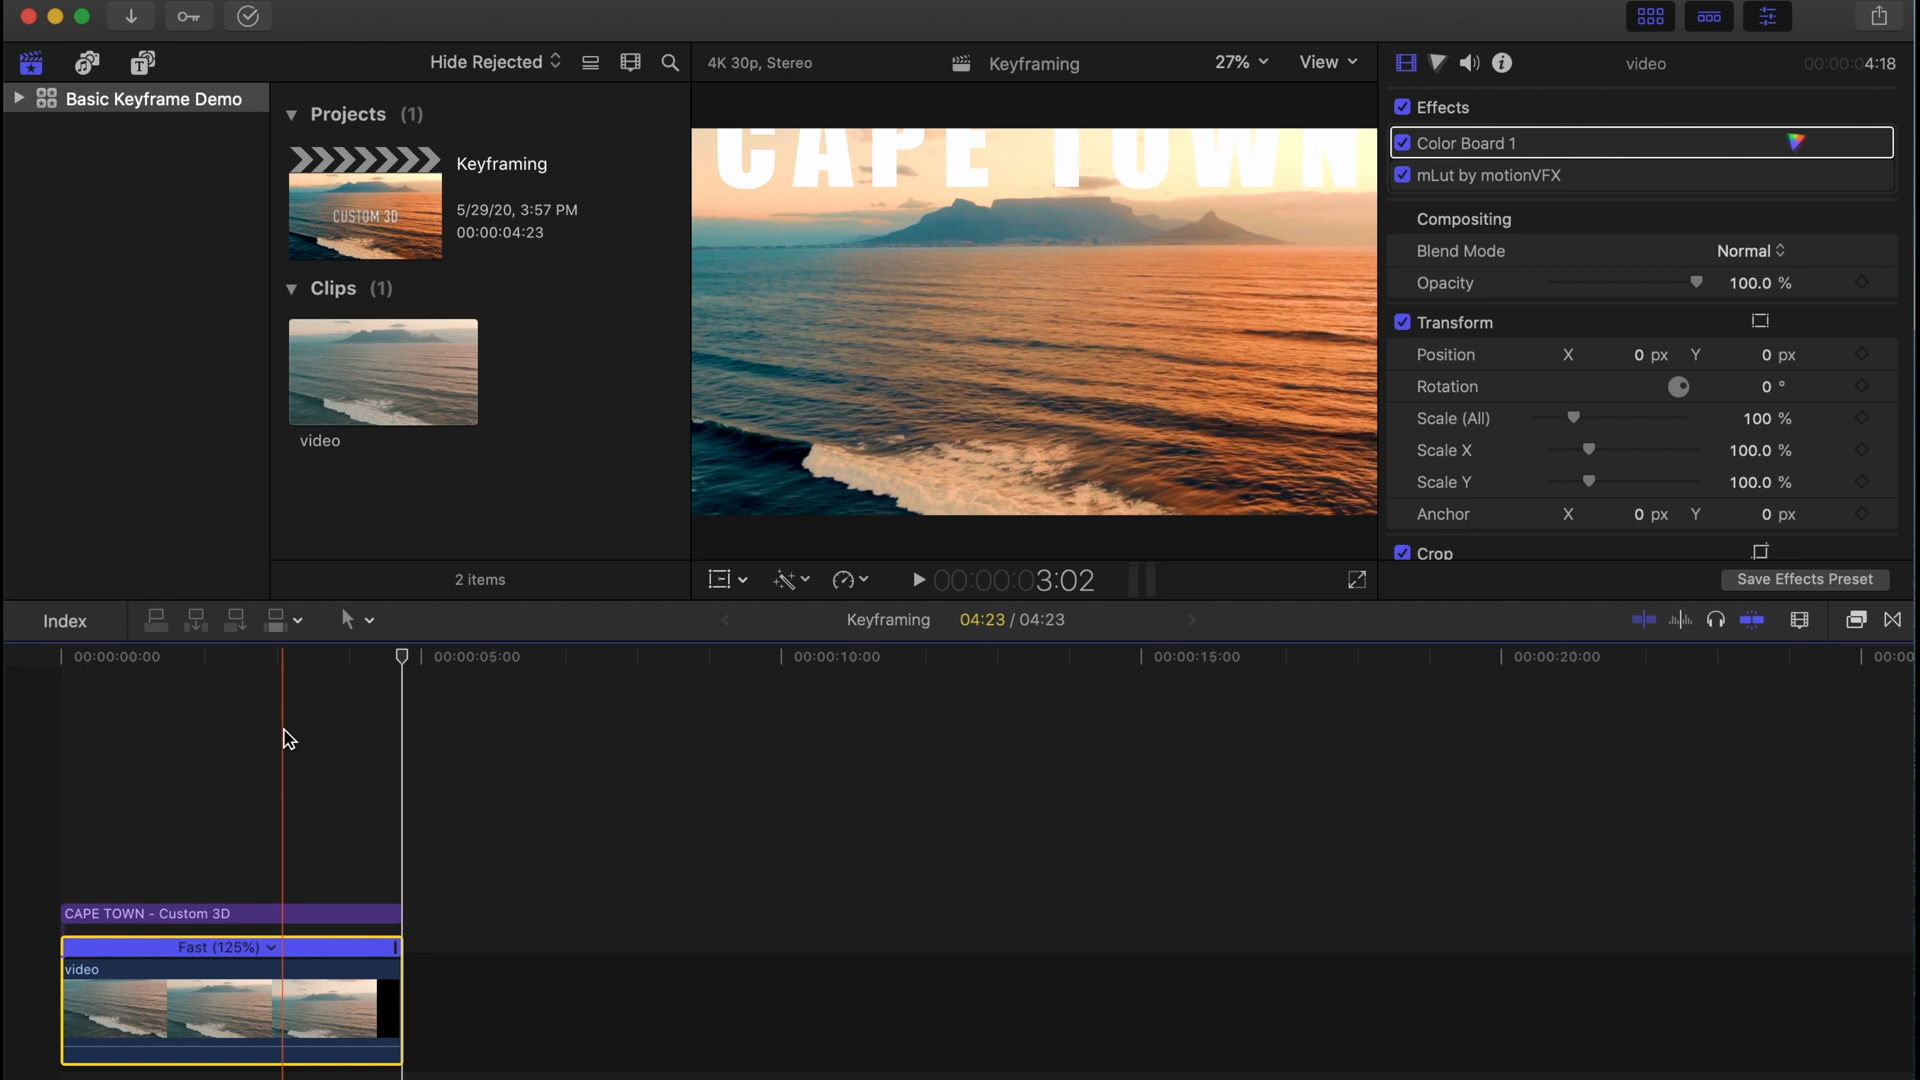 Hide Rejected
4K 30p, Stereo
Keyframing
27%
View
video
00:00:04:18
Basic Keyframe Demo
Projects (1)
Keyframing
5/29/20, 3:57 PM
00:00:04:23
CUSTOM 3D
Clips (1)
video
2 items
CAPE TOWN
00:00:03:02
Effects
Color Board 1
mLut by motionVFX
Compositing
Blend Mode Normal
Opacity 100.0 %
Transform
Position X 0 px Y 0 px
Rotation 0 °
Scale (All) 100 %
Scale X 100.0 %
Scale Y 100.0 %
Anchor X 0 px Y 0 px
Crop
Save Effects Preset
Index
Keyframing 04:23 / 04:23
00:00:00:00 00:00:05:00 00:00:10:00 00:00:15:00 00:00:20:00 00:00
CAPE TOWN - Custom 3D
Fast (125%)
video